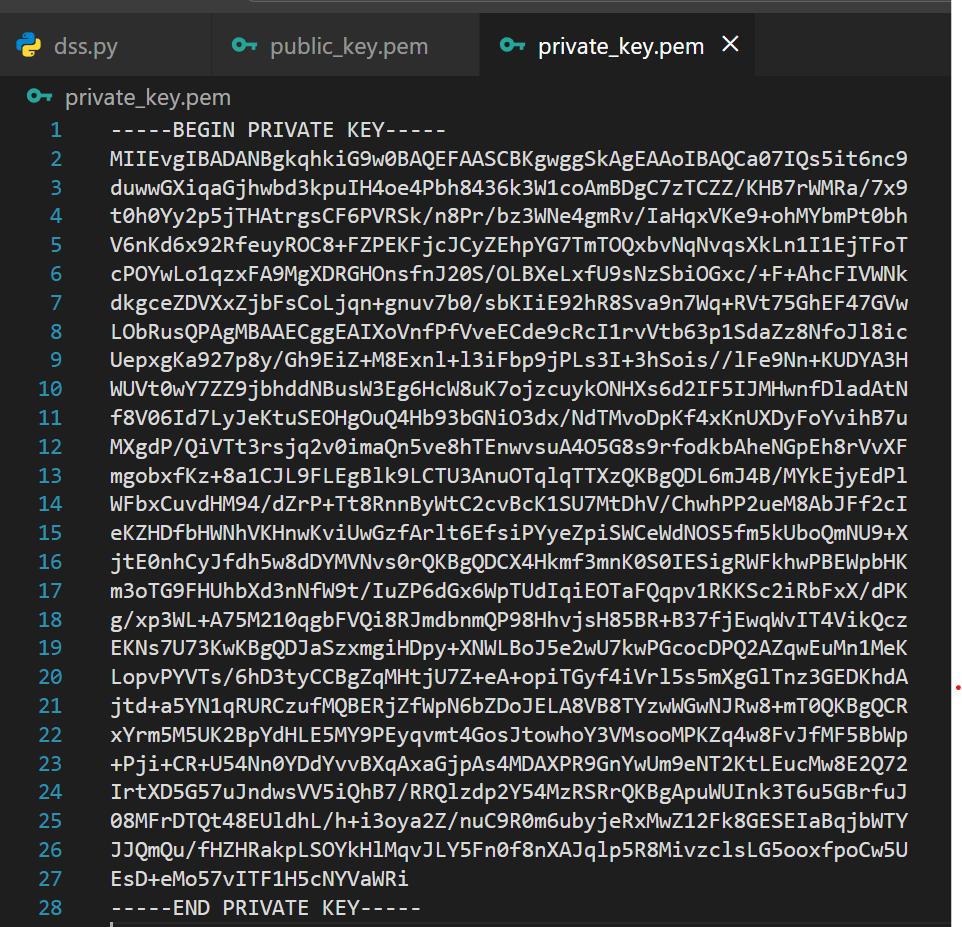 dss.py public_key.pem private_key.pem
private_key.pem
1 -----BEGIN PRIVATE KEY-----
2 MIIEvgIBADANBgkqhkiG9w0BAQEFAASCBKgwggSkAgEAAoIBAQCa07IQs5it6nc9
3 duwwGXiqaGjhwbd3kpuIH4oe4Pbh8436k3W1coAmBDgC7zTCZZ/KHB7rWMRa/7x9
4 t0h0Yy2p5jTHAtrgsCF6PVRSk/n8Pr/bz3WNe4gmRv/IaHqxVKe9+ohMYbmPt0bh
5 V6nKd6x92RfeuyROC8+FZPEKFjcJCyZEhpYG7TmTOQxbvNqNvqsXkLn1I1EjTFoT
6 cPOYwLo1qzxFA9MgXDRGHOnsfnJ20S/OLBXeLxfU9sNzSbiOGxc/+F+AhcFIVWNk
7 dkgceZDVXxZjbFsCoLjqn+gnuv7b0/sbKIiE92hR8Sva9n7Wq+RVt75GhEF47GVw
8 LObRusQPAgMBAAECggEAIXoVnfPfVveECde9cRcI1rvVtb63p1SdaZz8NfoJl8ic
9 UepxgKa927p8y/Gh9EiZ+M8Exnl+l3iFbp9jPLs3I+3hSois//lFe9Nn+KUDYA3H
10 WUVt0wY7ZZ9jbhddNBusW3Eg6HcW8uK7ojzcuykONHXs6d2IF5IJMHwnfDladAtN
11 f8V06Id7LyJeKtuSEOHgOuQ4Hb93bGNiO3dx/NdTMvoDpKf4xKnUXDyFoYvihB7u
12 MXgdP/QiVTt3rsjq2v0imaQn5ve8hTEnwvsuA4O5G8s9rfodkbAheNGpEh8rVvXF
13 mgobxfKz+8a1CJL9FLEgBlk9LCTU3AnuOTqlqTTXzQKBgQDL6mJ4B/MYkEjyEdPl
14 WFbxCuvdHM94/dZrP+Tt8RnnByWtC2cvBcK1SU7MtDhV/ChwhPP2ueM8AbJFf2cI
15 eKZHDfbHWNhVKHnwKviUwGzfArlt6EfsiPYyeZpiSWCeWdNOS5fm5kUboQmNU9+X
16 jtE0nhCyJfdh5w8dDYMVNvs0rQKBgQDCX4Hkmf3mnK0S0IESigRWFkhwPBEWpbHK
17 m3oTG9FHUhbXd3nNfW9t/IuZP6dGx6WpTUdIqiEOTaFQqpv1RKKSc2iRbFxX/dPK
18 g/xp3WL+A75M210qgbFVQi8RJmdbnmQP98HhvjsH85BR+B37fjEwqWvIT4VikQcz
19 EKNs7U73KwKBgQDJaSzxmgiHDpy+XNWLBoJ5e2wU7kwPGcocDPQ2AZqwEuMn1MeK
20 LopvPYVTs/6hD3tyCCBgZqMHtjU7Z+eA+opiTGyf4iVrl5s5mXgGlTnz3GEDKhdA
21 jtd+a5YN1qRURCzufMQBERjZfWpN6bZDoJELA8VB8TYzwWGwNJRw8+mT0QKBgQCR
22 xYrm5M5UK2BpYdHLE5MY9PEyqvmt4GosJtowhoY3VMsooMPKZq4w8FvJfMF5BbWp
23 +Pji+CR+U54Nn0YDdYvvBXqAxaGjpAs4MDAXPR9GnYwUm9eNT2KtLEucMw8E2Q72
24 IrtXD5G57uJndwsVV5iQhB7/RRQlzdp2Y54MzRSRrQKBgApuWUInk3T6u5GBrfuJ
25 08MFrDTQt48EUldhL/h+i3oya2Z/nuC9R0m6ubyjeRxMwZ12Fk8GESEIaBqjbWTY
26 JJQmQu/fHZHRakpLSOYkHlMqvJLY5Fn0f8nXAJqlp5R8MivzclsLG5ooxfpoCw5U
27 EsD+eMo57vITF1H5cNYVaWRi
28 -----END PRIVATE KEY-----